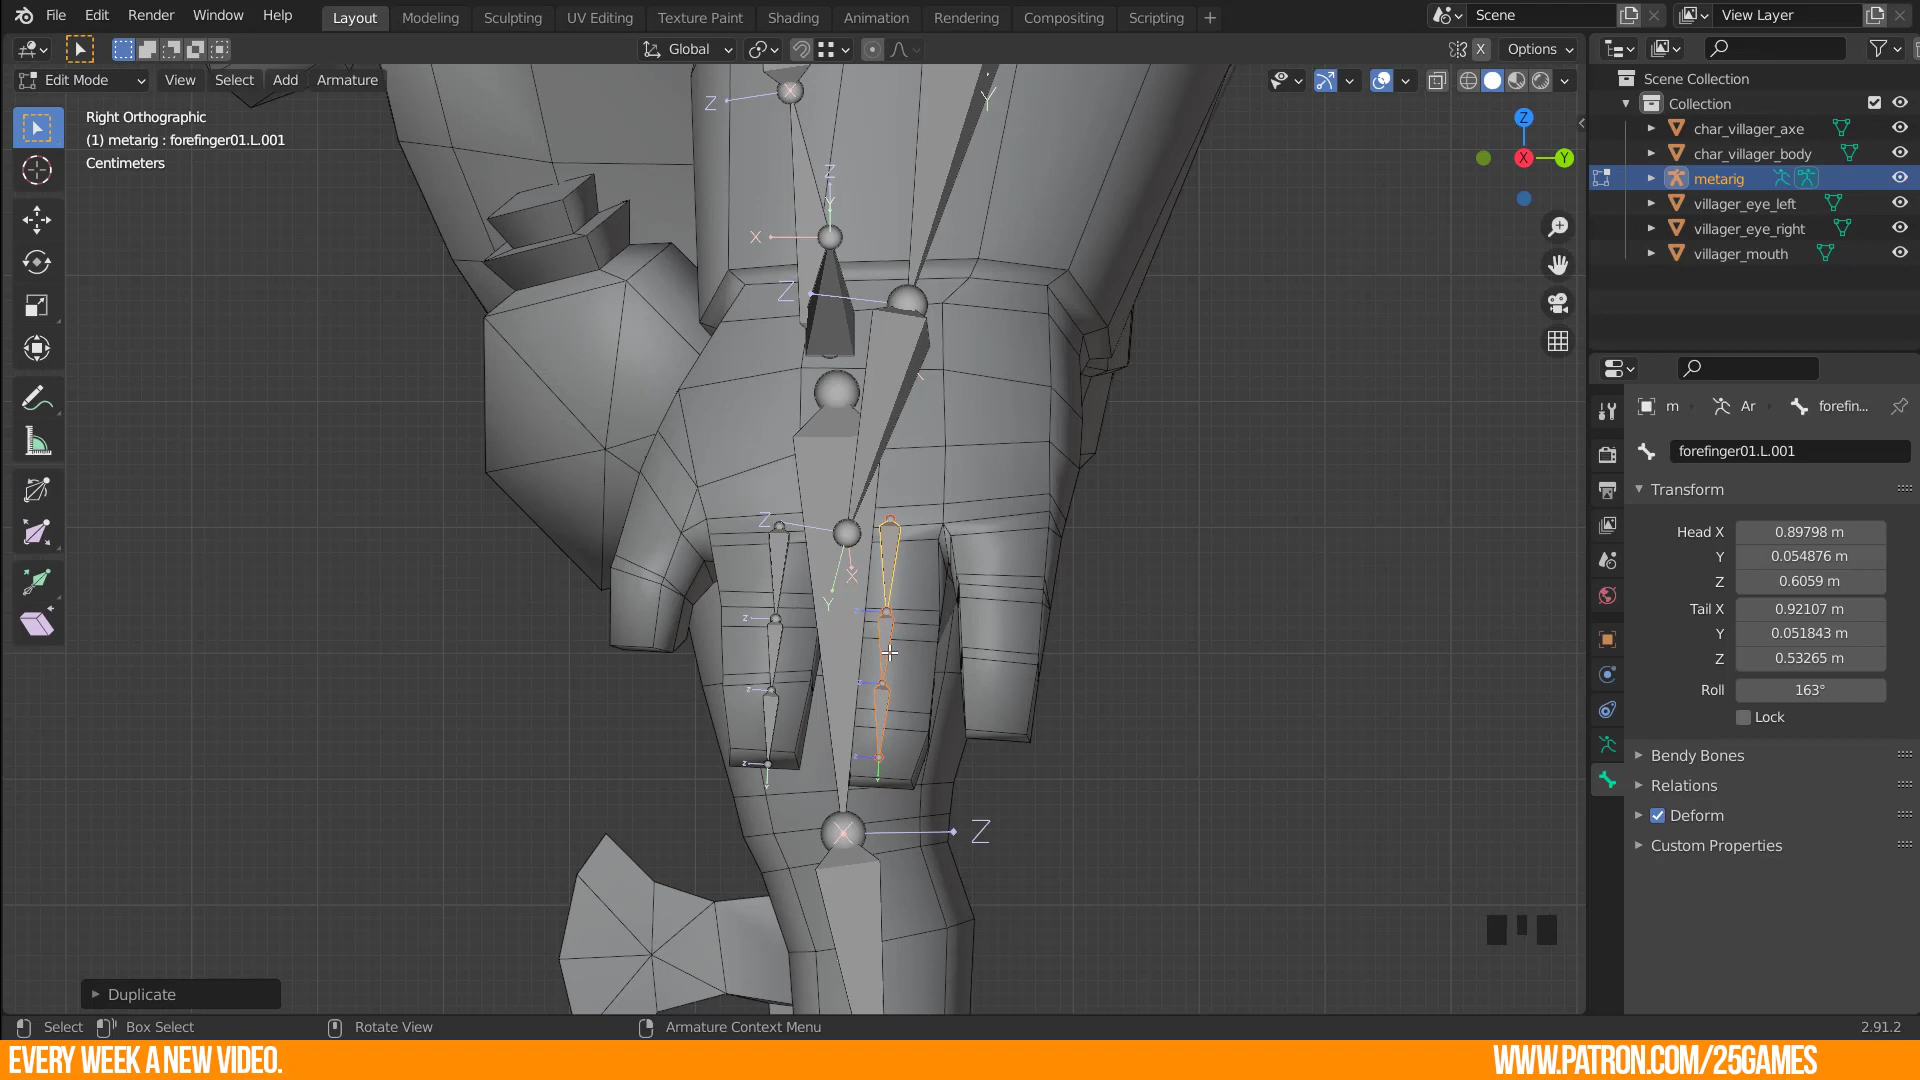 File Edit Render Window Help
Layout Modeling Sculpting UV Editing Texture Paint Shading Animation Rendering Compositing Scripting
Scene
View Layer
Global
X
Options
Edit Mode View Select Add Armature
Right Orthographic
(1) metarig : forefinger01.L.001
Centimeters
Scene Collection
Collection
char_villager_axe
char_villager_body
metarig
villager_eye_left
villager_eye_right
villager_mouth
Z
X
Y
Z
Y
Z
Y
X
Z
Z
X
Y
z
z
z
z
z
z
X
Z
m
Ar
forefin...
forefinger01.L.001
Transform
Head X 0.89798 m
Y 0.054876 m
Z 0.6059 m
Tail X 0.92107 m
Y 0.051843 m
Z 0.53265 m
Roll 163°
Lock
Bendy Bones
Relations
Deform
Custom Properties
Duplicate
Select Box Select Rotate View Armature Context Menu 2.91.2
EVERY WEEK A NEW VIDEO. WWW.PATRON.COM/25GAMES